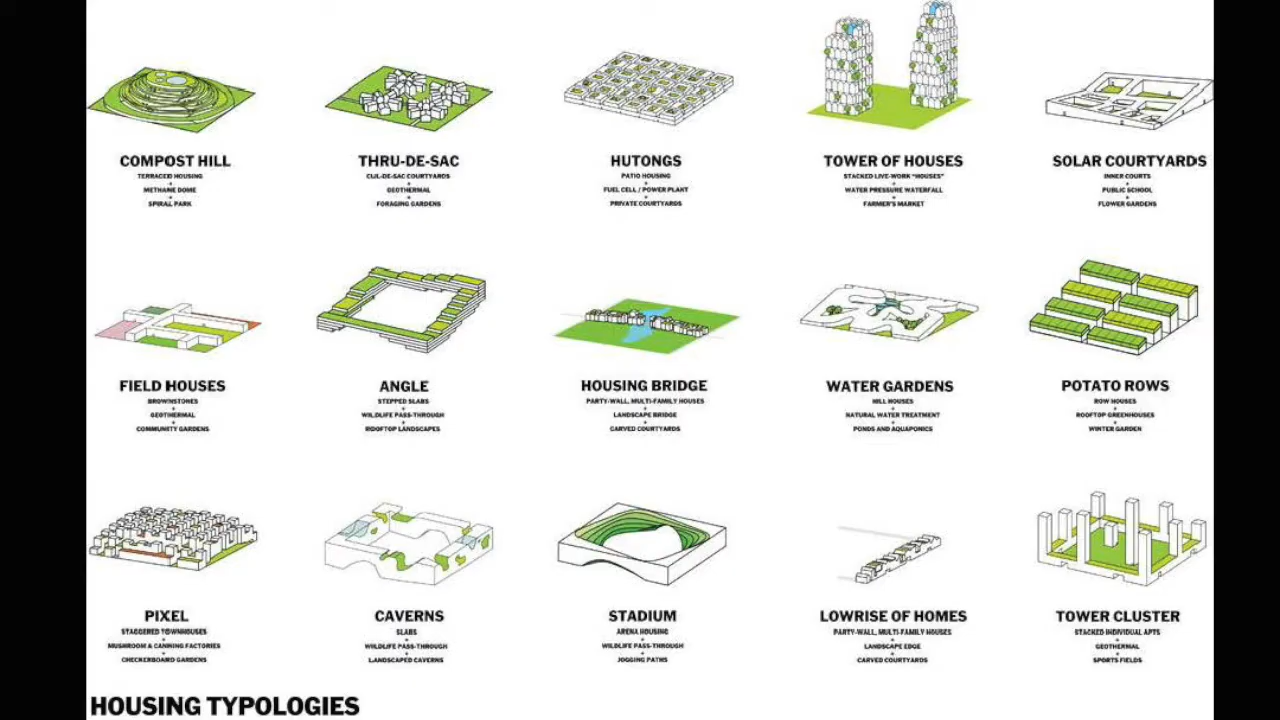 COMPOST HILL
TERRACED HOUSING
+
METHANE DOME
+
SPIRAL PARK
THRU-DE-SAC
CUL-DE-SAC COURTYARDS
+
GEOTHERMAL
+
FORAGING GARDENS
HUTONGS
PATIO HOUSING
+
FUEL CELL / POWER PLANT
+
PRIVATE COURTYARDS
TOWER OF HOUSES
STACKED LIVE-WORK "HOUSES"
+
WATER PRESSURE WATERFALL
+
FARMER'S MARKET
SOLAR COURTYARDS
INNER COURTS
+
PUBLIC SCHOOL
+
FLOWER GARDENS
FIELD HOUSES
BROWNSTONES
+
GEOTHERMAL
+
COMMUNITY GARDENS
ANGLE
STEPPED SLABS
+
WILDLIFE PASS-THROUGH
+
ROOFTOP LANDSCAPES
HOUSING BRIDGE
PARTY-WALL, MULTI-FAMILY HOUSES
+
LANDSCAPE BRIDGE
+
CARVED COURTYARDS
WATER GARDENS
HILL HOUSES
+
NATURAL WATER TREATMENT
+
PONDS AND AQUAPONICS
POTATO ROWS
ROW HOUSES
+
ROOFTOP GREENHOUSES
+
WINTER GARDEN
PIXEL
STAGGERED TOWNHOUSES
+
MUSHROOM & CANNING FACTORIES
+
CHECKERBOARD GARDENS
CAVERNS
SLABS
+
WILDLIFE PASS-THROUGH
+
LANDSCAPED CAVERNS
STADIUM
ARENA HOUSING
+
WILDLIFE PASS-THROUGH
+
JOGGING PATHS
LOWRISE OF HOMES
PARTY-WALL, MULTI-FAMILY HOUSES
+
LANDSCAPE EDGE
+
CARVED COURTYARDS
TOWER CLUSTER
STACKED INDIVIDUAL APTS
+
GEOTHERMAL
+
SPORTS FIELDS
HOUSING TYPOLOGIES